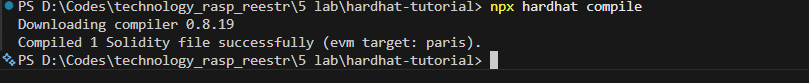 PS D:\Codes\technology_rasp_reestr\5 lab\hardhat-tutorial> npx hardhat compile
Downloading compiler 0.8.19
Compiled 1 Solidity file successfully (evm target: paris).
PS D:\Codes\technology_rasp_reestr\5 lab\hardhat-tutorial>